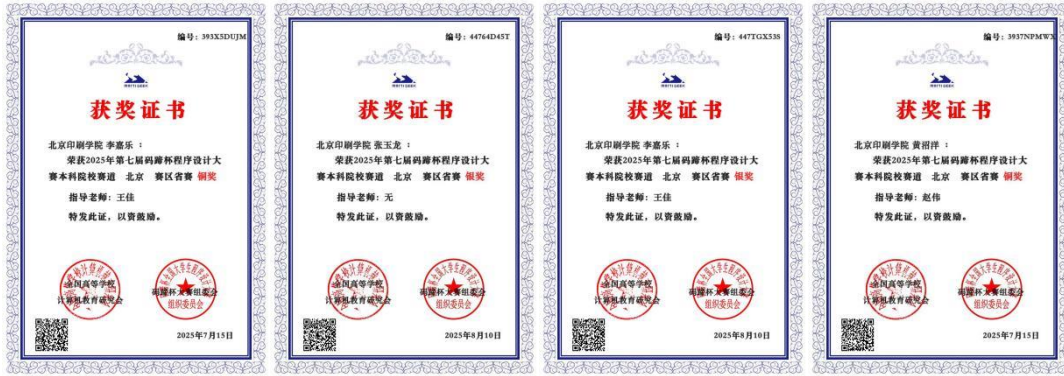 编号：393X5DUJM
MATIJI QUEEN
获奖证书
北京印刷学院 李嘉乐 ：
荣获2025年第七届码蹄杯程序设计大
赛本科院校赛道 北京 赛区省赛 铜奖
指导老师：王佳
特发此证，以资鼓励。
全国高等学校
计算机教育研究会
码蹄杯大赛组委会
组织委员会
2025年7月15日
编号：44764D45T
获奖证书
北京印刷学院 张玉龙 ：
荣获2025年第七届码蹄杯程序设计大
赛本科院校赛道 北京 赛区省赛 银奖
指导老师：无
特发此证，以资鼓励。
全国高等学校
计算机教育研究会
码蹄杯大赛组委会
组织委员会
2025年8月10日
编号：447TGX53S
获奖证书
北京印刷学院 李嘉乐 ：
荣获2025年第七届码蹄杯程序设计大
赛本科院校赛道 北京 赛区省赛 银奖
指导老师：王佳
特发此证，以资鼓励。
全国高等学校
计算机教育研究会
码蹄杯大赛组委会
组织委员会
2025年8月10日
编号：3937NPMWX
获奖证书
北京印刷学院 黄招洋 ：
荣获2025年第七届码蹄杯程序设计大
赛本科院校赛道 北京 赛区省赛 铜奖
指导老师：赵伟
特发此证，以资鼓励。
全国高等学校
计算机教育研究会
码蹄杯大赛组委会
组织委员会
2025年7月15日